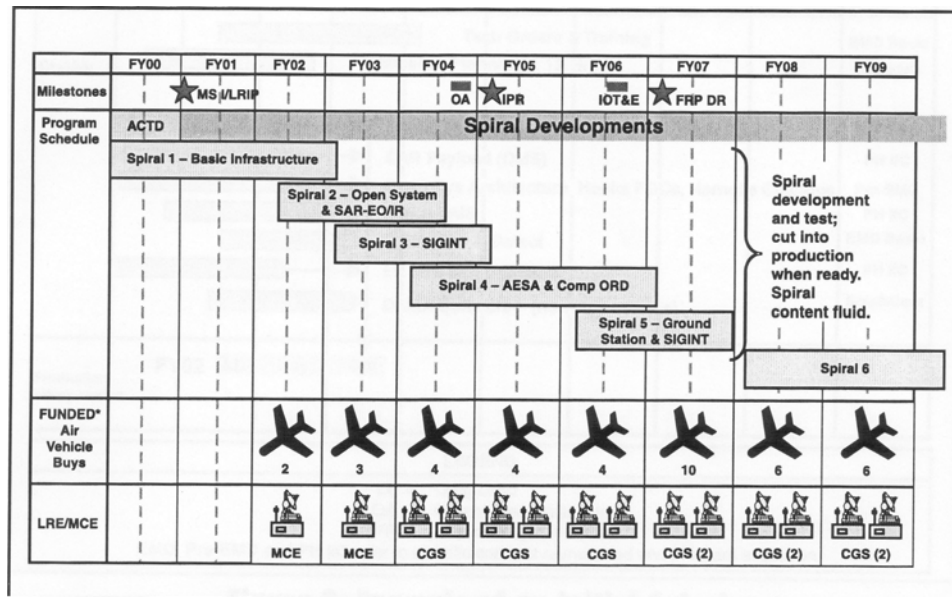 FY00 FY01 FY02 FY03 FY04 FY05 FY06 FY07 FY08 FY09
Milestones
MS I/LRIP
OA
IPR
IOT&E
FRP DR
Program
Schedule
ACTD
Spiral Developments
Spiral 1 – Basic Infrastructure
Spiral 2 – Open System
& SAR-EO/IR
Spiral 3 – SIGINT
Spiral 4 – AESA & Comp ORD
Spiral 5 – Ground
Station & SIGINT
Spiral
development
and test;
cut into
production
when ready.
Spiral
content fluid.
Spiral 6
FUNDED*
Air
Vehicle
Buys
2 3 4 4 4 10 6 6
LRE/MCE
MCE MCE CGS CGS CGS CGS (2) CGS (2) CGS (2)